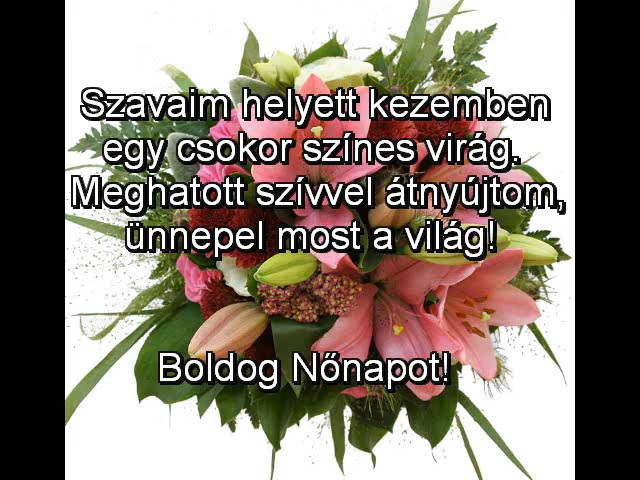 Szavaim helyett kezemben
egy csokor színes virág.
Meghatott szívvel átnyújtom,
ünnepel most a világ!
Boldog Nőnapot!